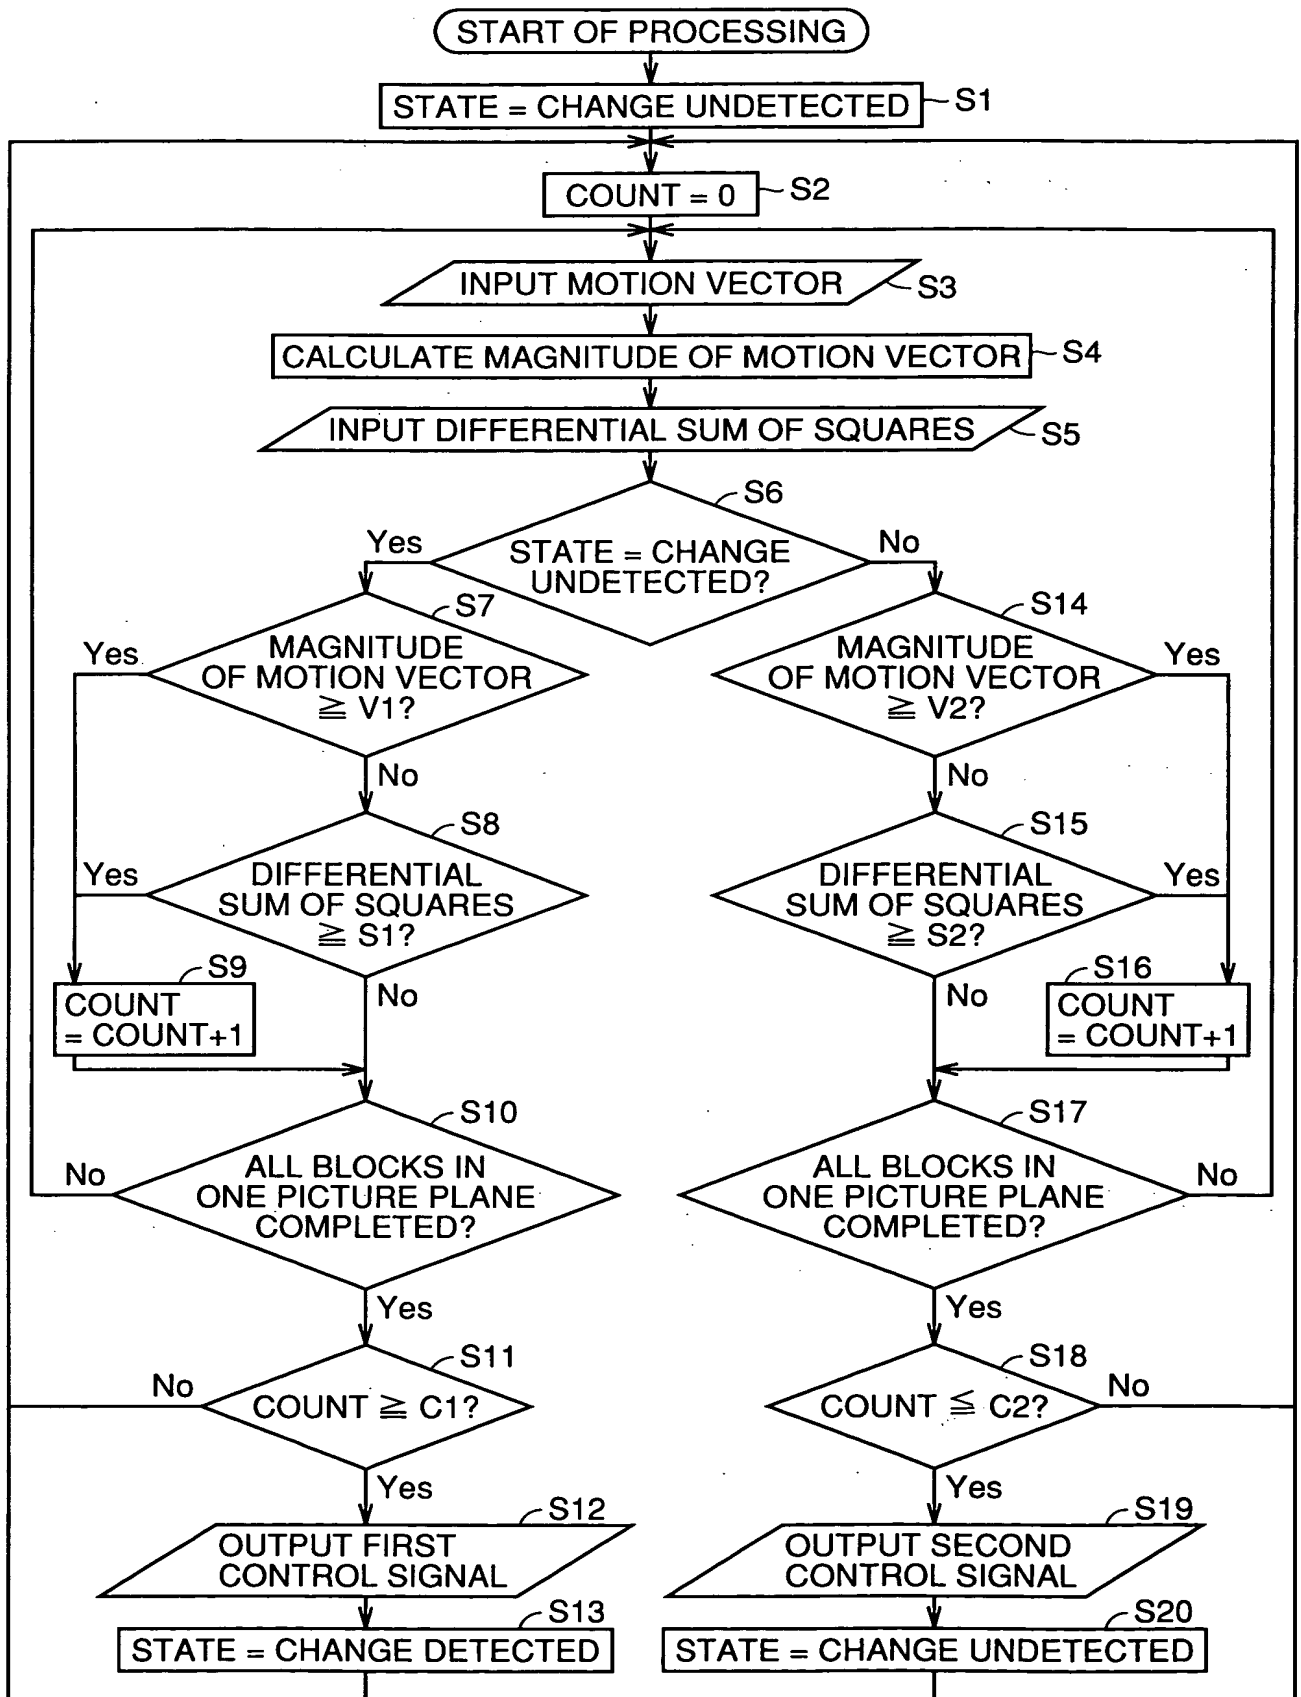 START OF PROCESSING
STATE = CHANGE UNDETECTED
S1
COUNT = 0
S2
INPUT MOTION VECTOR
S3
CALCULATE MAGNITUDE OF MOTION VECTOR
S4
INPUT DIFFERENTIAL SUM OF SQUARES
S5
S6
STATE = CHANGE
UNDETECTED?
Yes
No
S7
MAGNITUDE
OF MOTION VECTOR
≧ V1?
Yes
No
S8
DIFFERENTIAL
SUM OF SQUARES
≧ S1?
Yes
No
S9
COUNT
= COUNT+1
S10
ALL BLOCKS IN
ONE PICTURE PLANE
COMPLETED?
No
Yes
S11
COUNT ≧ C1?
No
Yes
S12
OUTPUT FIRST
CONTROL SIGNAL
S13
STATE = CHANGE DETECTED
S14
MAGNITUDE
OF MOTION VECTOR
≧ V2?
Yes
No
S15
DIFFERENTIAL
SUM OF SQUARES
≧ S2?
Yes
No
S16
COUNT
= COUNT+1
S17
ALL BLOCKS IN
ONE PICTURE PLANE
COMPLETED?
No
Yes
S18
COUNT ≦ C2?
No
Yes
S19
OUTPUT SECOND
CONTROL SIGNAL
S20
STATE = CHANGE UNDETECTED